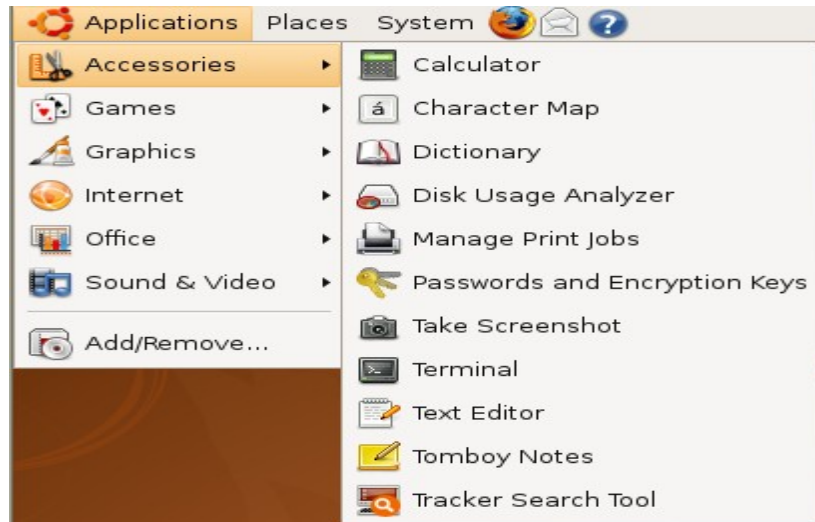 Applications Places System
Accessories
Games
Graphics
Internet
Office
Sound & Video
Add/Remove...
Calculator
á Character Map
Dictionary
Disk Usage Analyzer
Manage Print Jobs
Passwords and Encryption Keys
Take Screenshot
Terminal
Text Editor
Tomboy Notes
Tracker Search Tool